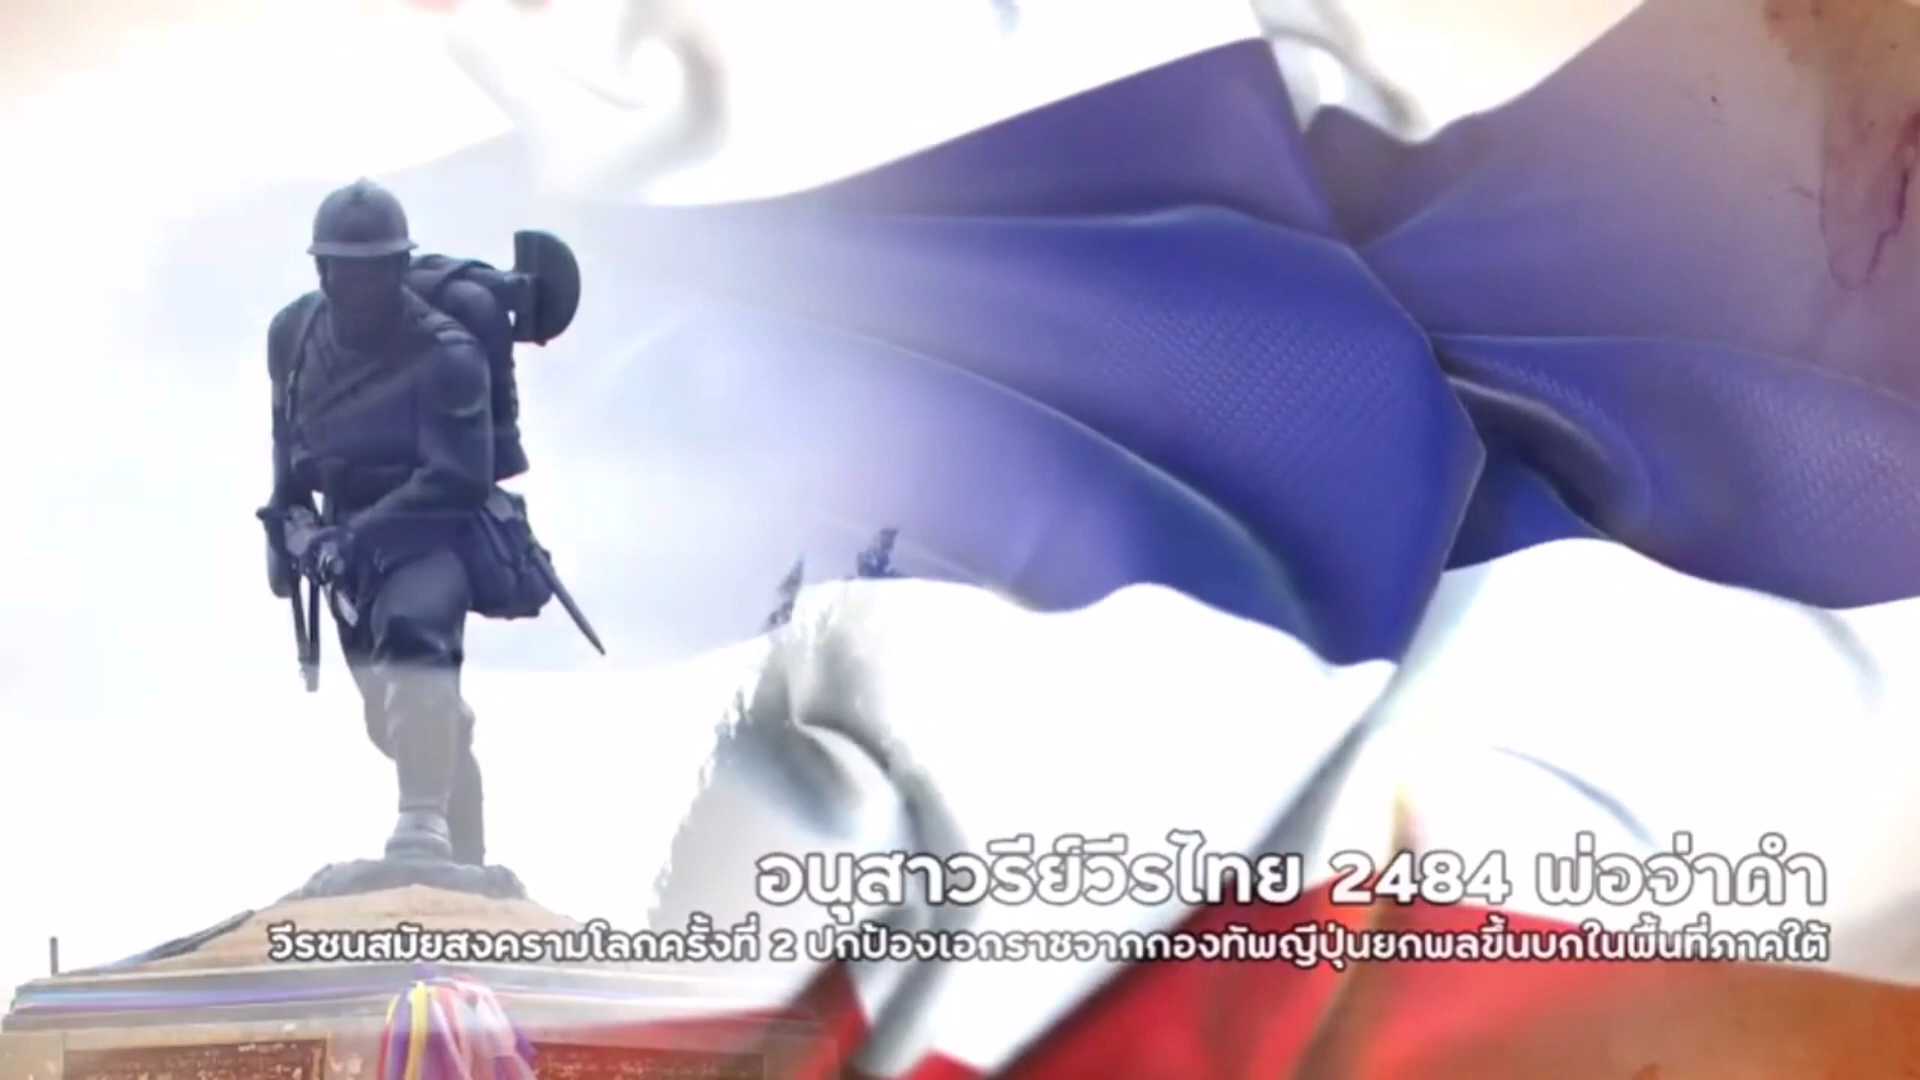 อนุสาวรีย์วีรไทย 2484 พ่อจ่าดำ
วีรชนสมัยสงครามโลกครั้งที่ 2 ปกป้องเอกราชจากกองทัพญี่ปุ่นยกพลขึ้นบกในพื้นที่ภาคใต้